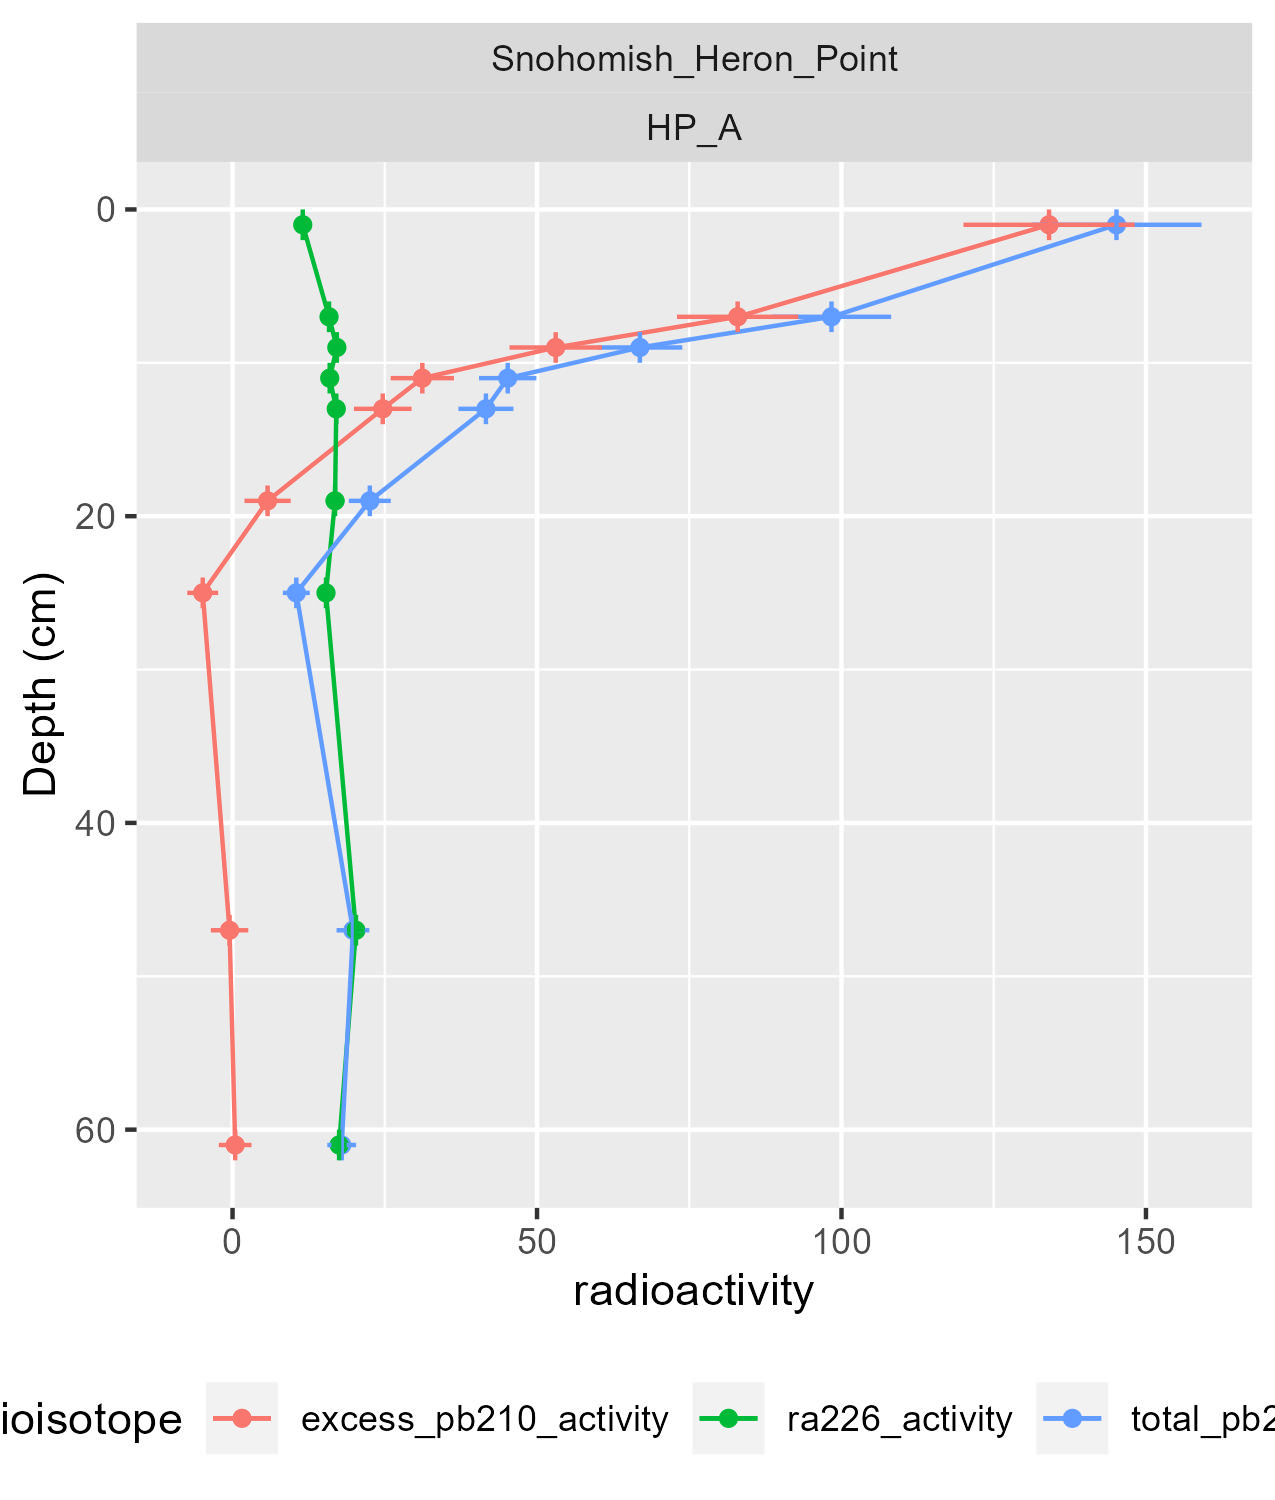 Snohomish_Heron_Point
HP_A
0
20
40
60
Depth (cm)
0 50 100 150
radioactivity
ioisotope excess_pb210_activity ra226_activity total_pb2